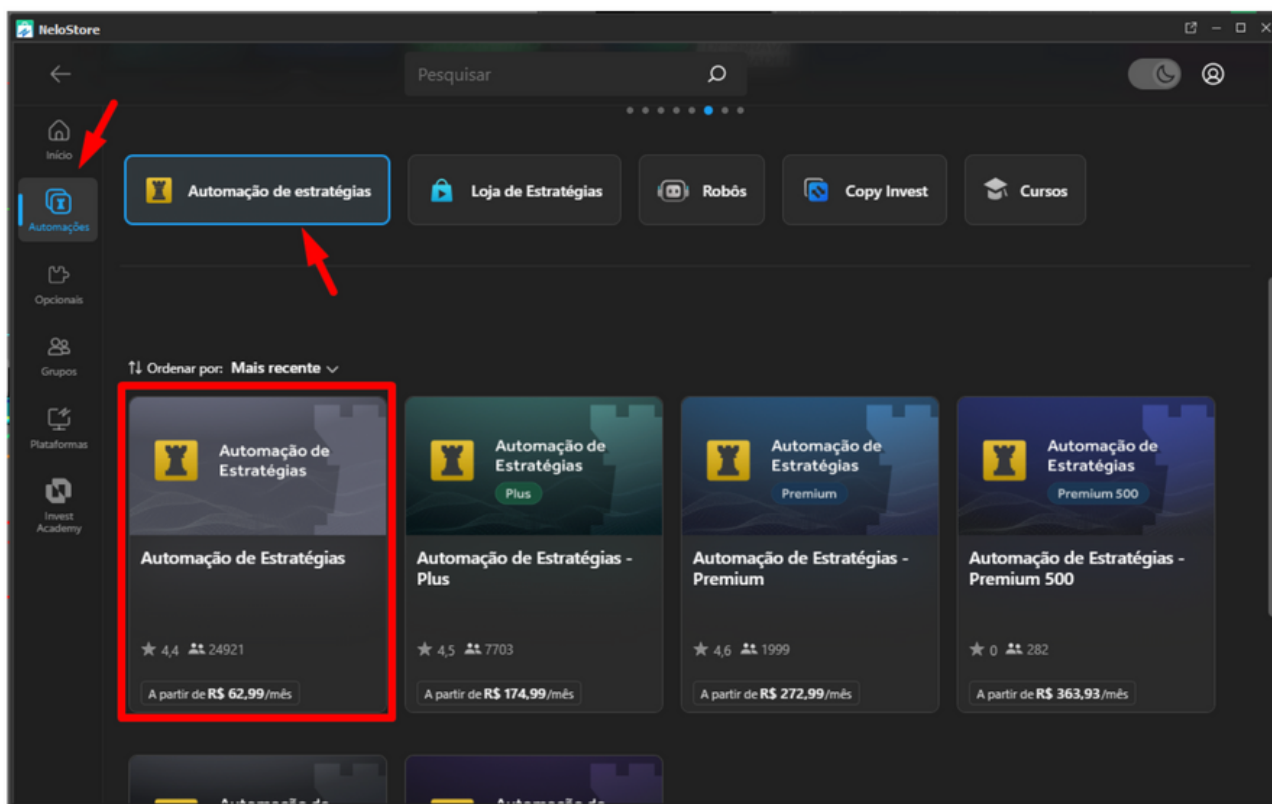 NeloStore
Pesquisar
Início
Automações
Opcionais
Grupos
Plataformas
Invest
Academy
Automação de estratégias
Loja de Estratégias
Robôs
Copy Invest
Cursos
Ordenar por: Mais recente
Automação de
Estratégias
Automação de Estratégias
4,4 24921
A partir de R$ 62,99/mês
Automação de
Estratégias
Plus
Automação de Estratégias -
Plus
4,5 7703
A partir de R$ 174,99/mês
Automação de
Estratégias
Premium
Automação de Estratégias -
Premium
4,6 1999
A partir de R$ 272,99/mês
Automação de
Estratégias
Premium 500
Automação de Estratégias -
Premium 500
0 282
A partir de R$ 363,93/mês
Automação de
Automação de